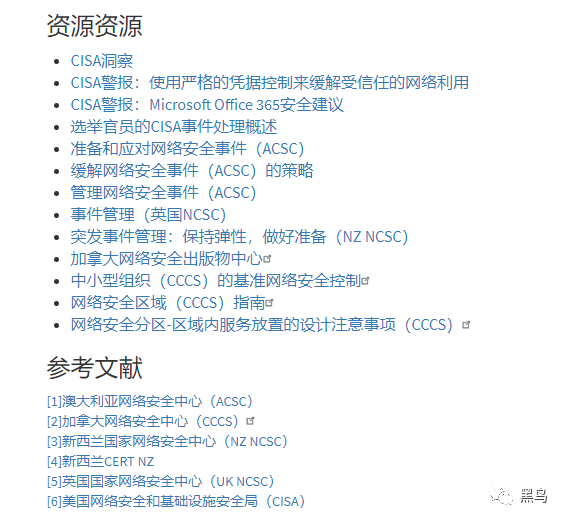 资源资源
CISA洞察
CISA警报：使用严格的凭据控制来缓解受信任的网络利用
CISA警报：Microsoft Office 365安全建议
选举官员的CISA事件处理概述
准备和应对网络安全事件（ACSC）
缓解网络安全事件（ACSC）的策略
管理网络安全事件（ACSC）
事件管理（英国NCSC）
突发事件管理：保持弹性，做好准备（NZ NCSC）
加拿大网络安全出版物中心
中小型组织（CCCS）的基准网络安全控制
网络安全区域（CCCS）指南
网络安全分区-区域内服务放置的设计注意事项（CCCS）
参考文献
[1]澳大利亚网络安全中心（ACSC）
[2]加拿大网络安全中心（CCCS）
[3]新西兰国家网络安全中心（NZ NCSC）
[4]新西兰CERT NZ
[5]英国国家网络安全中心（UK NCSC）
[6]美国网络安全和基础设施安全局（CISA）
黑鸟